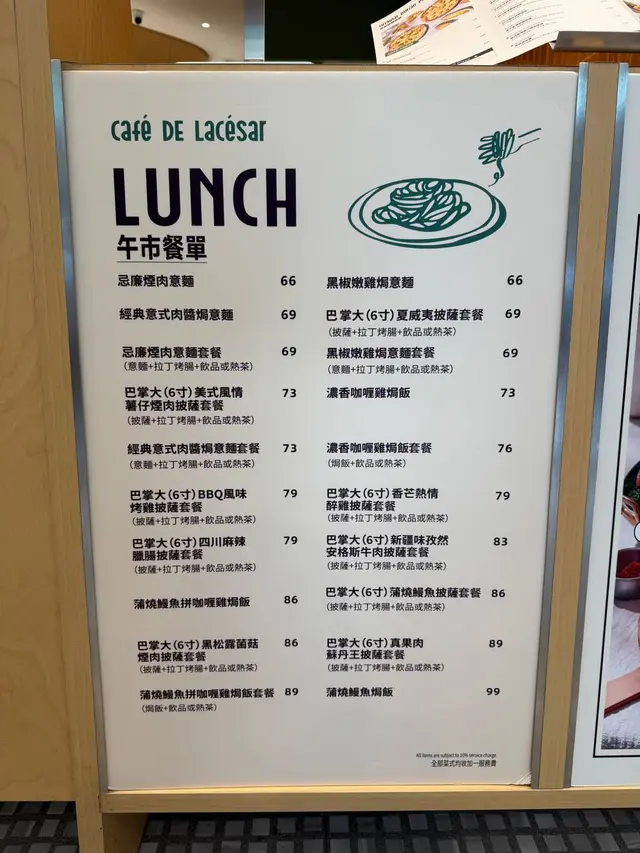 Café DE Lacésar
LUNCH
午市餐單
忌廉煙肉意麵 66
經典意式肉醬焗意麵 69
忌廉煙肉意麵套餐 69
(意麵+拉丁烤腸+飲品或熱茶)
巴掌大(6寸)美式風情 73
薯仔煙肉披薩套餐
(披薩+拉丁烤腸+飲品或熱茶)
經典意式肉醬焗意麵套餐 73
(意麵+拉丁烤腸+飲品或熱茶)
巴掌大(6寸)BBQ風味 79
烤雞披薩套餐
(披薩+拉丁烤腸+飲品或熱茶)
巴掌大(6寸)四川麻辣 79
臘腸披薩套餐
(披薩+拉丁烤腸+飲品或熱茶)
蒲燒鰻魚拼咖喱雞焗飯 86
巴掌大(6寸)黑松露菌菇 86
煙肉披薩套餐
(披薩+拉丁烤腸+飲品或熱茶)
蒲燒鰻魚拼咖喱雞焗飯套餐 89
(焗飯+飲品或熱茶)
黑椒嫩雞焗意麵 66
巴掌大(6寸)夏威夷披薩套餐 69
(披薩+拉丁烤腸+飲品或熱茶)
黑椒嫩雞焗意麵套餐 69
(意麵+拉丁烤腸+飲品或熱茶)
濃香咖喱雞焗飯 73
濃香咖喱雞焗飯套餐 76
(焗飯+飲品或熱茶)
巴掌大(6寸)香芒熱情 79
醉雞披薩套餐
(披薩+拉丁烤腸+飲品或熱茶)
巴掌大(6寸)新疆味孜然 83
安格斯牛肉披薩套餐
(披薩+拉丁烤腸+飲品或熱茶)
巴掌大(6寸)蒲燒鰻魚披薩套餐 86
(披薩+拉丁烤腸+飲品或熱茶)
巴掌大(6寸)真果肉 89
蘇丹王披薩套餐
(披薩+拉丁烤腸+飲品或熱茶)
蒲燒鰻魚焗飯 99
All items are subject to 10% service charge.
全部菜式均收加一服務費